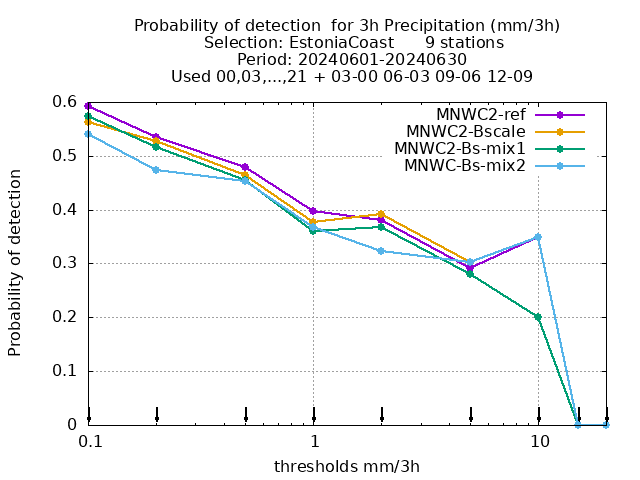 Probability of detection  for 3h Precipitation (mm/3h)
Selection: EstoniaCoast      9 stations
Period: 20240601-20240630
Used 00,03,...,21 + 03-00 06-03 09-06 12-09
MNWC2-ref
MNWC2-Bscale
MNWC2-Bs-mix1
MNWC-Bs-mix2
Probability of detection
0.6
0.5
0.4
0.3
0.2
0.1
0
0.1 1 10
thresholds mm/3h